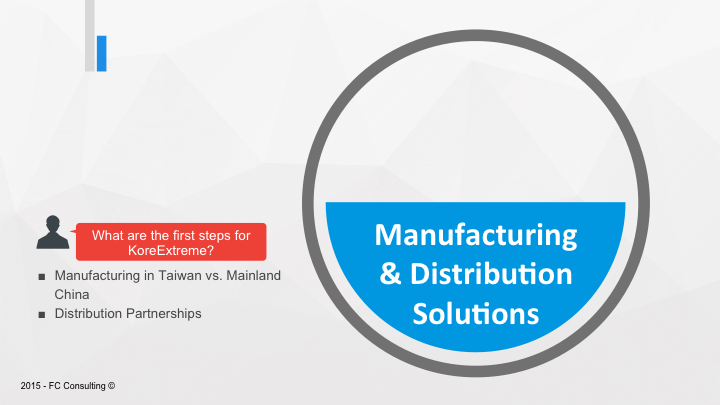 What are the first steps for
KoreExtreme?
▪ Manufacturing in Taiwan vs. Mainland
China
▪ Distribution Partnerships
Manufacturing
& Distribution
Solutions
2015 - FC Consulting ©